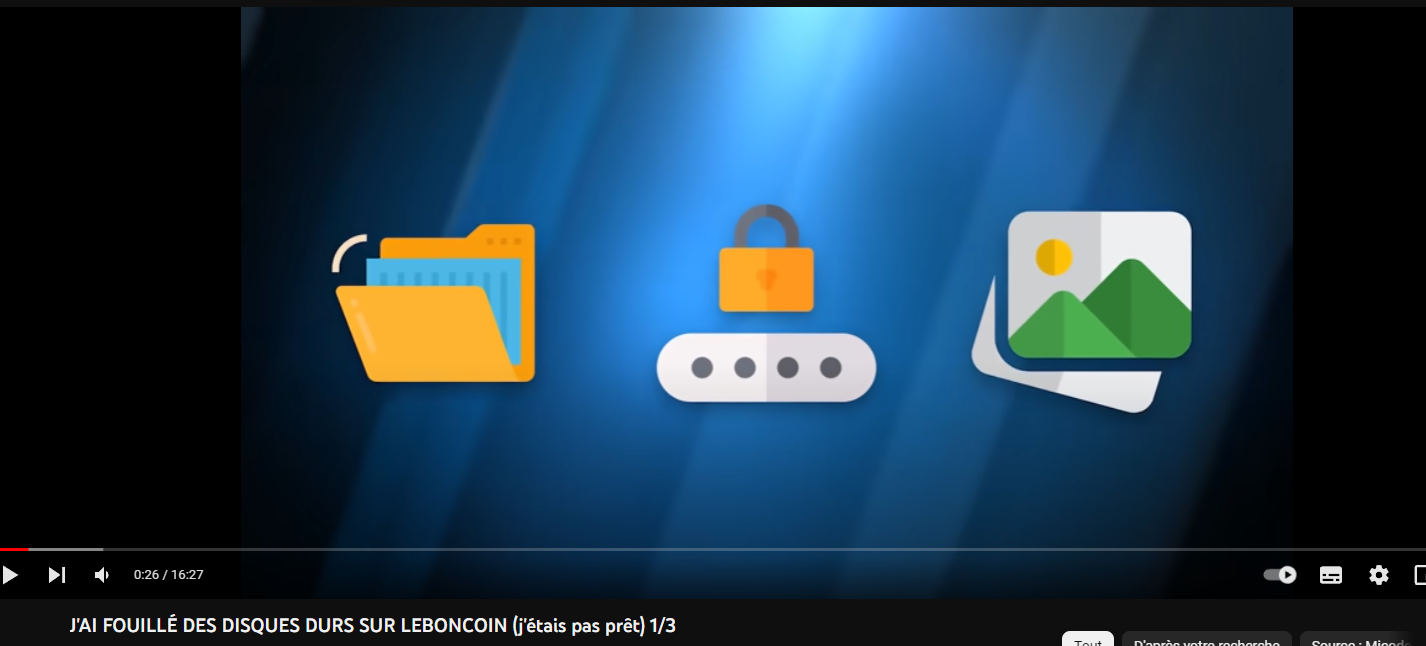 0:26 / 16:27
J'AI FOUILLÉ DES DISQUES DURS SUR LEBONCOIN (j'étais pas prêt) 1/3
Tout
D'après votre recherche
Source :